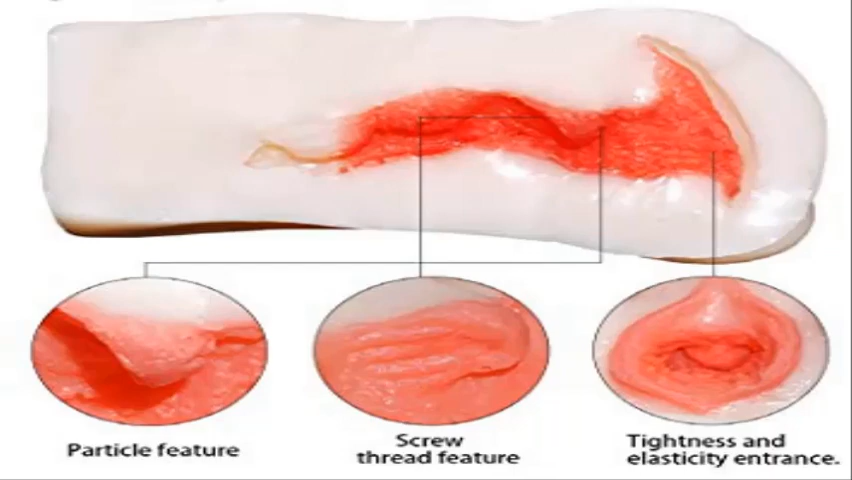 Particle feature
Screw
thread feature
Tightness and
elasticity entrance.